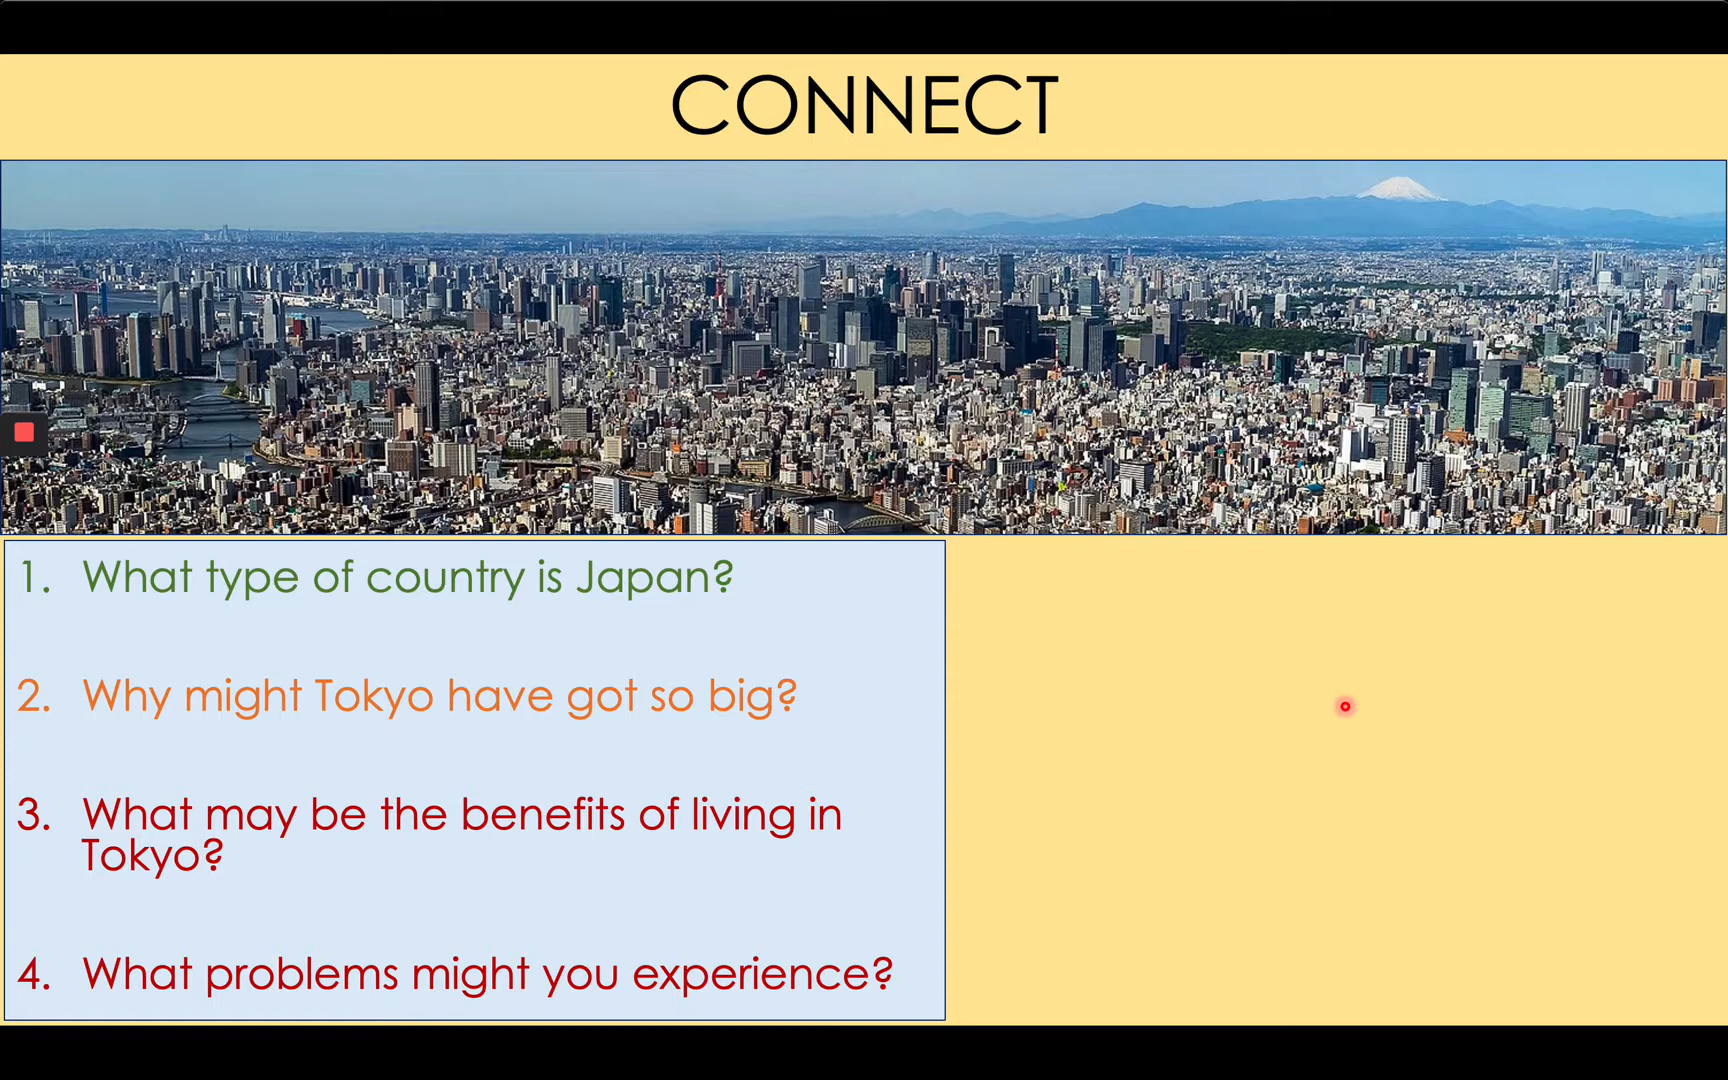 CONNECT
1. What type of country is Japan?
2. Why might Tokyo have got so big?
3. What may be the benefits of living in
Tokyo?
4. What problems might you experience?